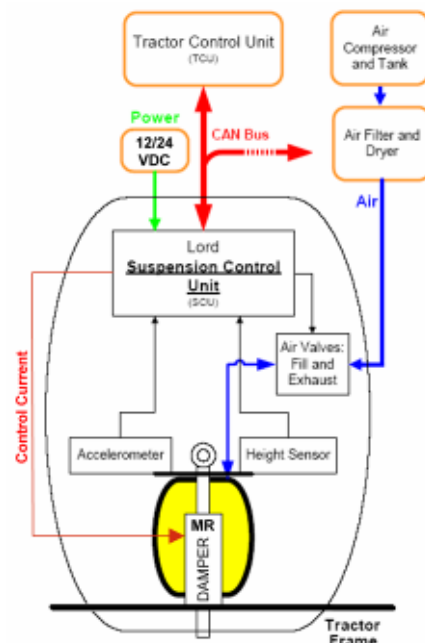 Tractor Control Unit
(TCU)
Air
Compressor
and Tank
Power
12/24
VDC
CAN Bus
Air Filter and
Dryer
Air
Lord
Suspension Control
Unit
(SCU)
Air Valves:
Fill and
Exhaust
Control Current
Accelerometer
Height Sensor
MR
DAMPER
Tractor
Frame